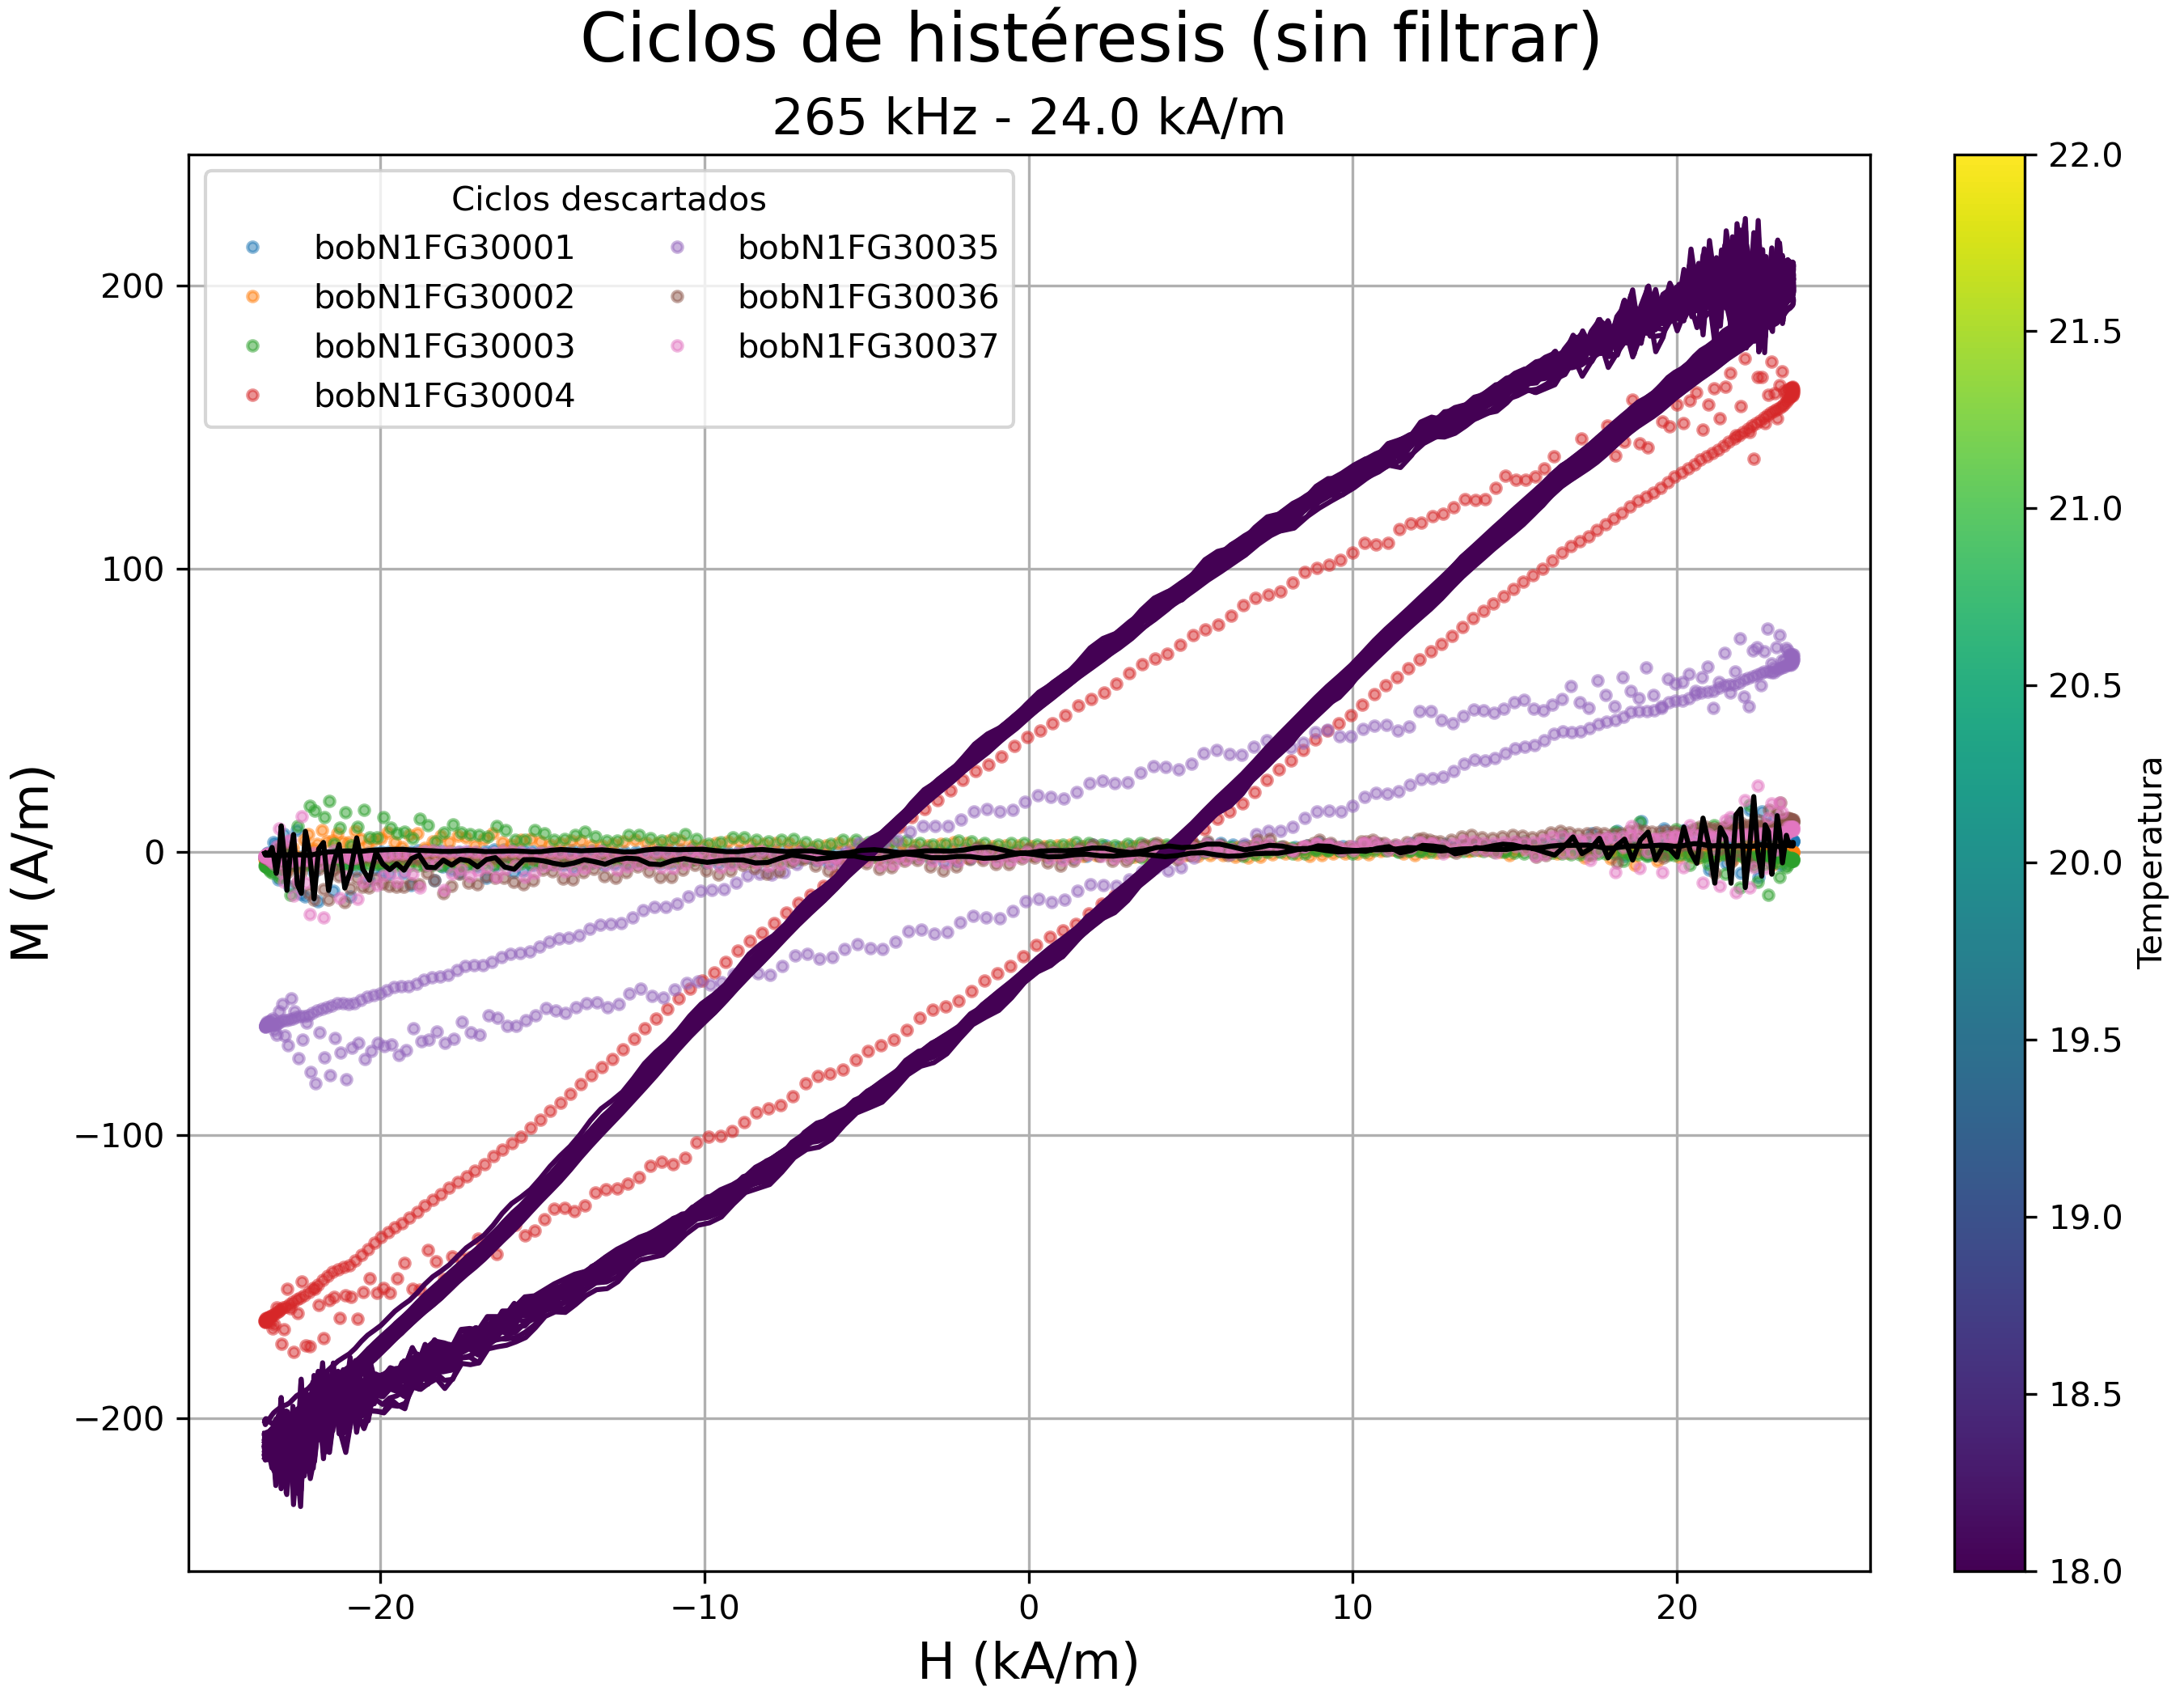 Ciclos de histéresis (sin filtrar)
265 kHz - 24.0 kA/m
Ciclos descartados
bobN1FG30001
bobN1FG30002
bobN1FG30003
bobN1FG30004
bobN1FG30035
bobN1FG30036
bobN1FG30037
M (A/m)
200
100
0
−100
−200
−20
−10
0
10
20
H (kA/m)
22.0
21.5
21.0
20.5
20.0
19.5
19.0
18.5
18.0
Temperatura